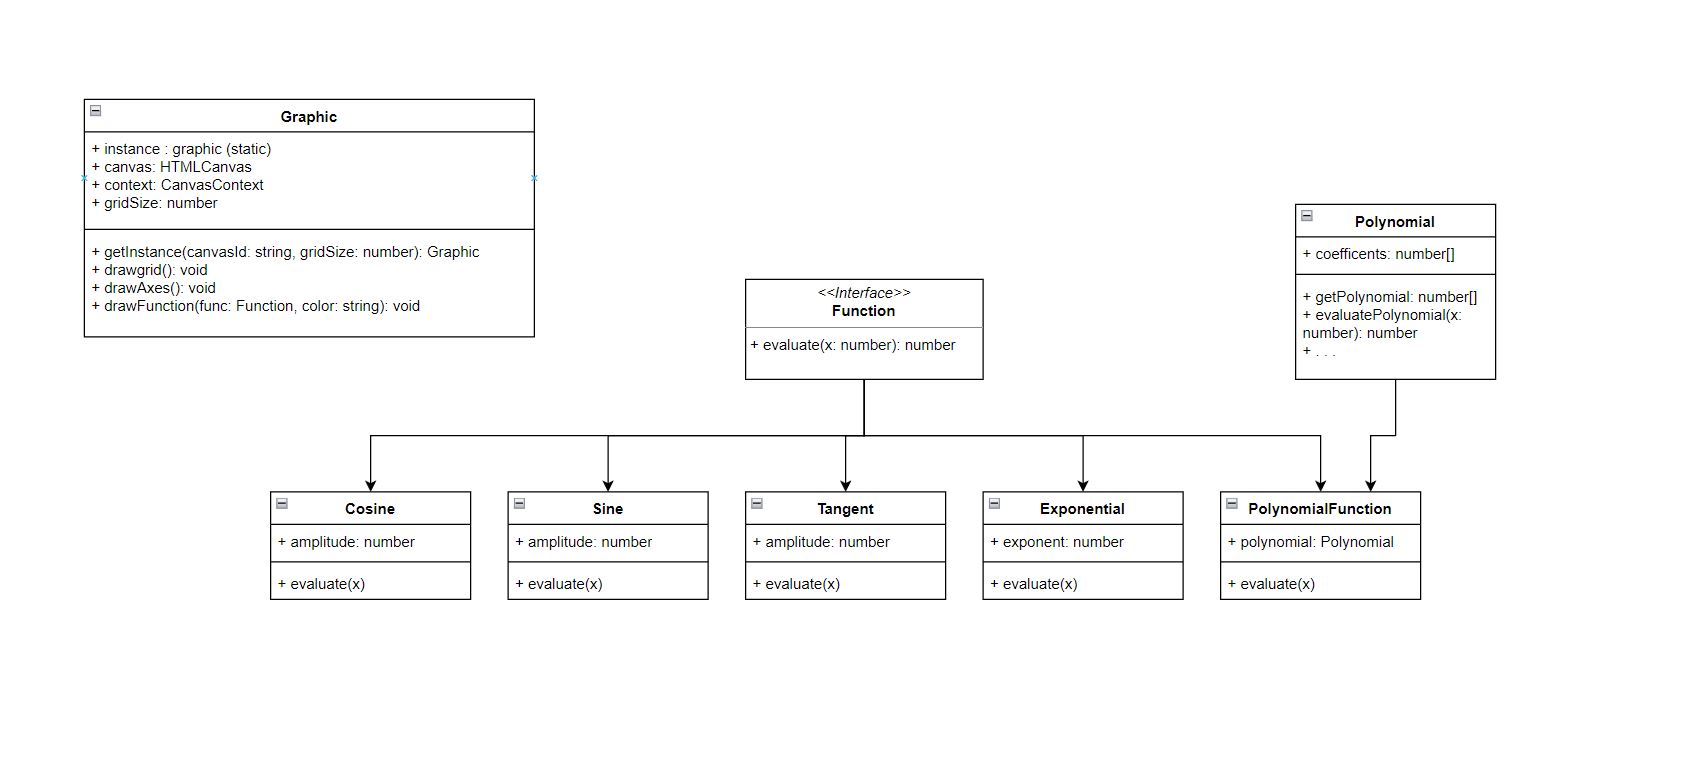 Graphic
+ instance : graphic (static)
+ canvas: HTMLCanvas
+ context: CanvasContext
+ gridSize: number
+ getInstance(canvasId: string, gridSize: number): Graphic
+ drawgrid(): void
+ drawAxes(): void
+ drawFunction(func: Function, color: string): void
<<Interface>>
Function
+ evaluate(x: number): number
Polynomial
+ coefficents: number[]
+ getPolynomial: number[]
+ evaluatePolynomial(x:
number): number
+ . . .
Cosine
+ amplitude: number
+ evaluate(x)
Sine
+ amplitude: number
+ evaluate(x)
Tangent
+ amplitude: number
+ evaluate(x)
Exponential
+ exponent: number
+ evaluate(x)
PolynomialFunction
+ polynomial: Polynomial
+ evaluate(x)